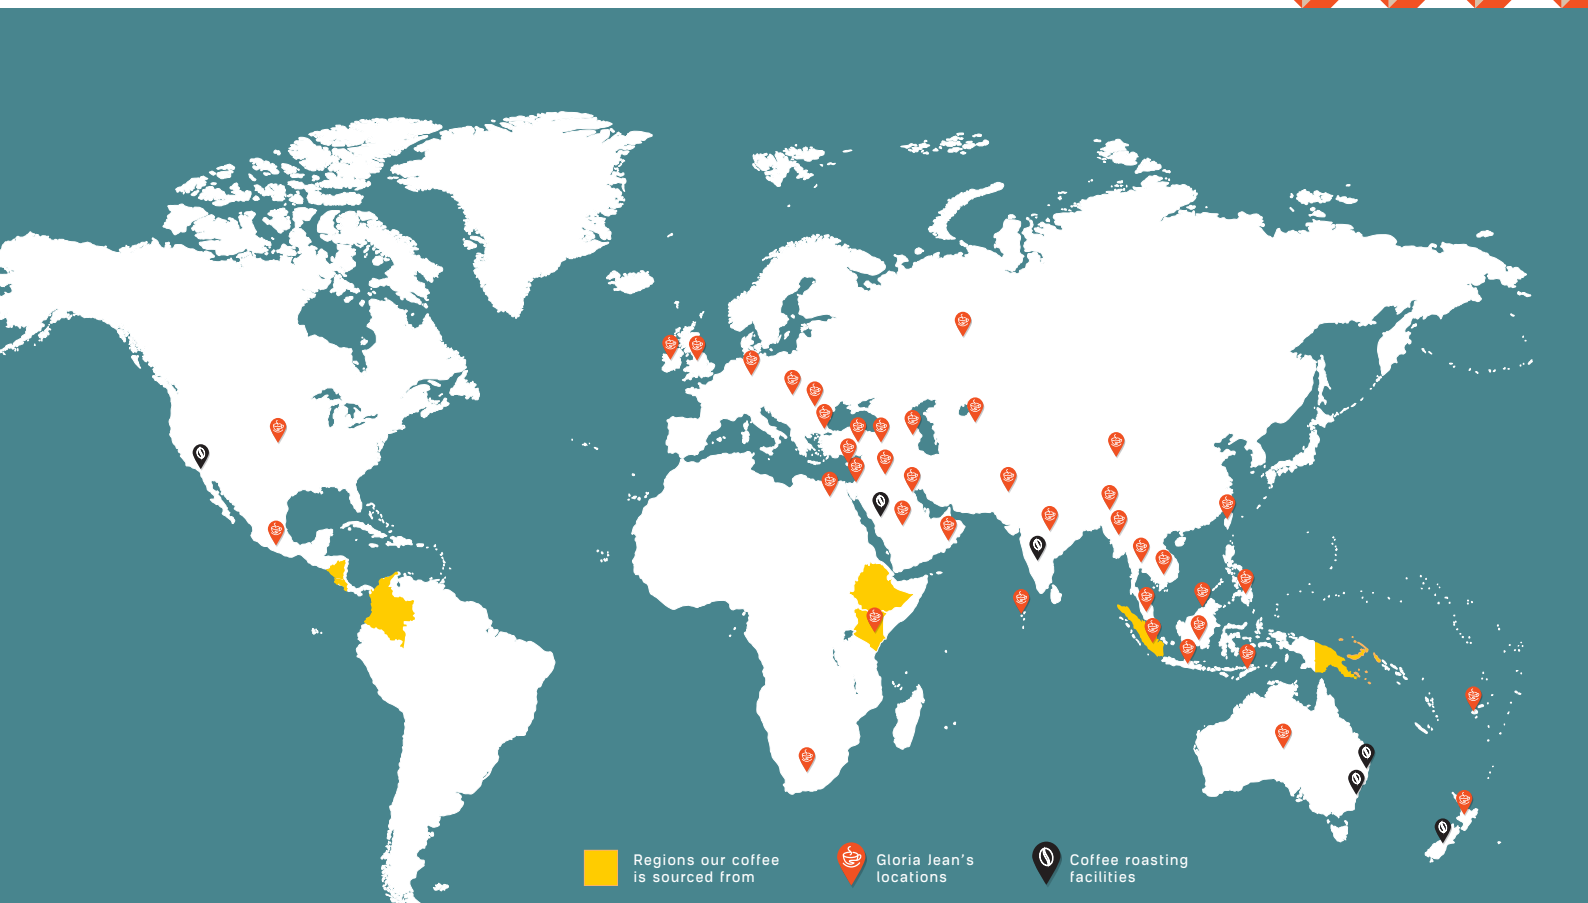 Regions our coffee
is sourced from
Gloria Jean's
locations
Coffee roasting
facilities